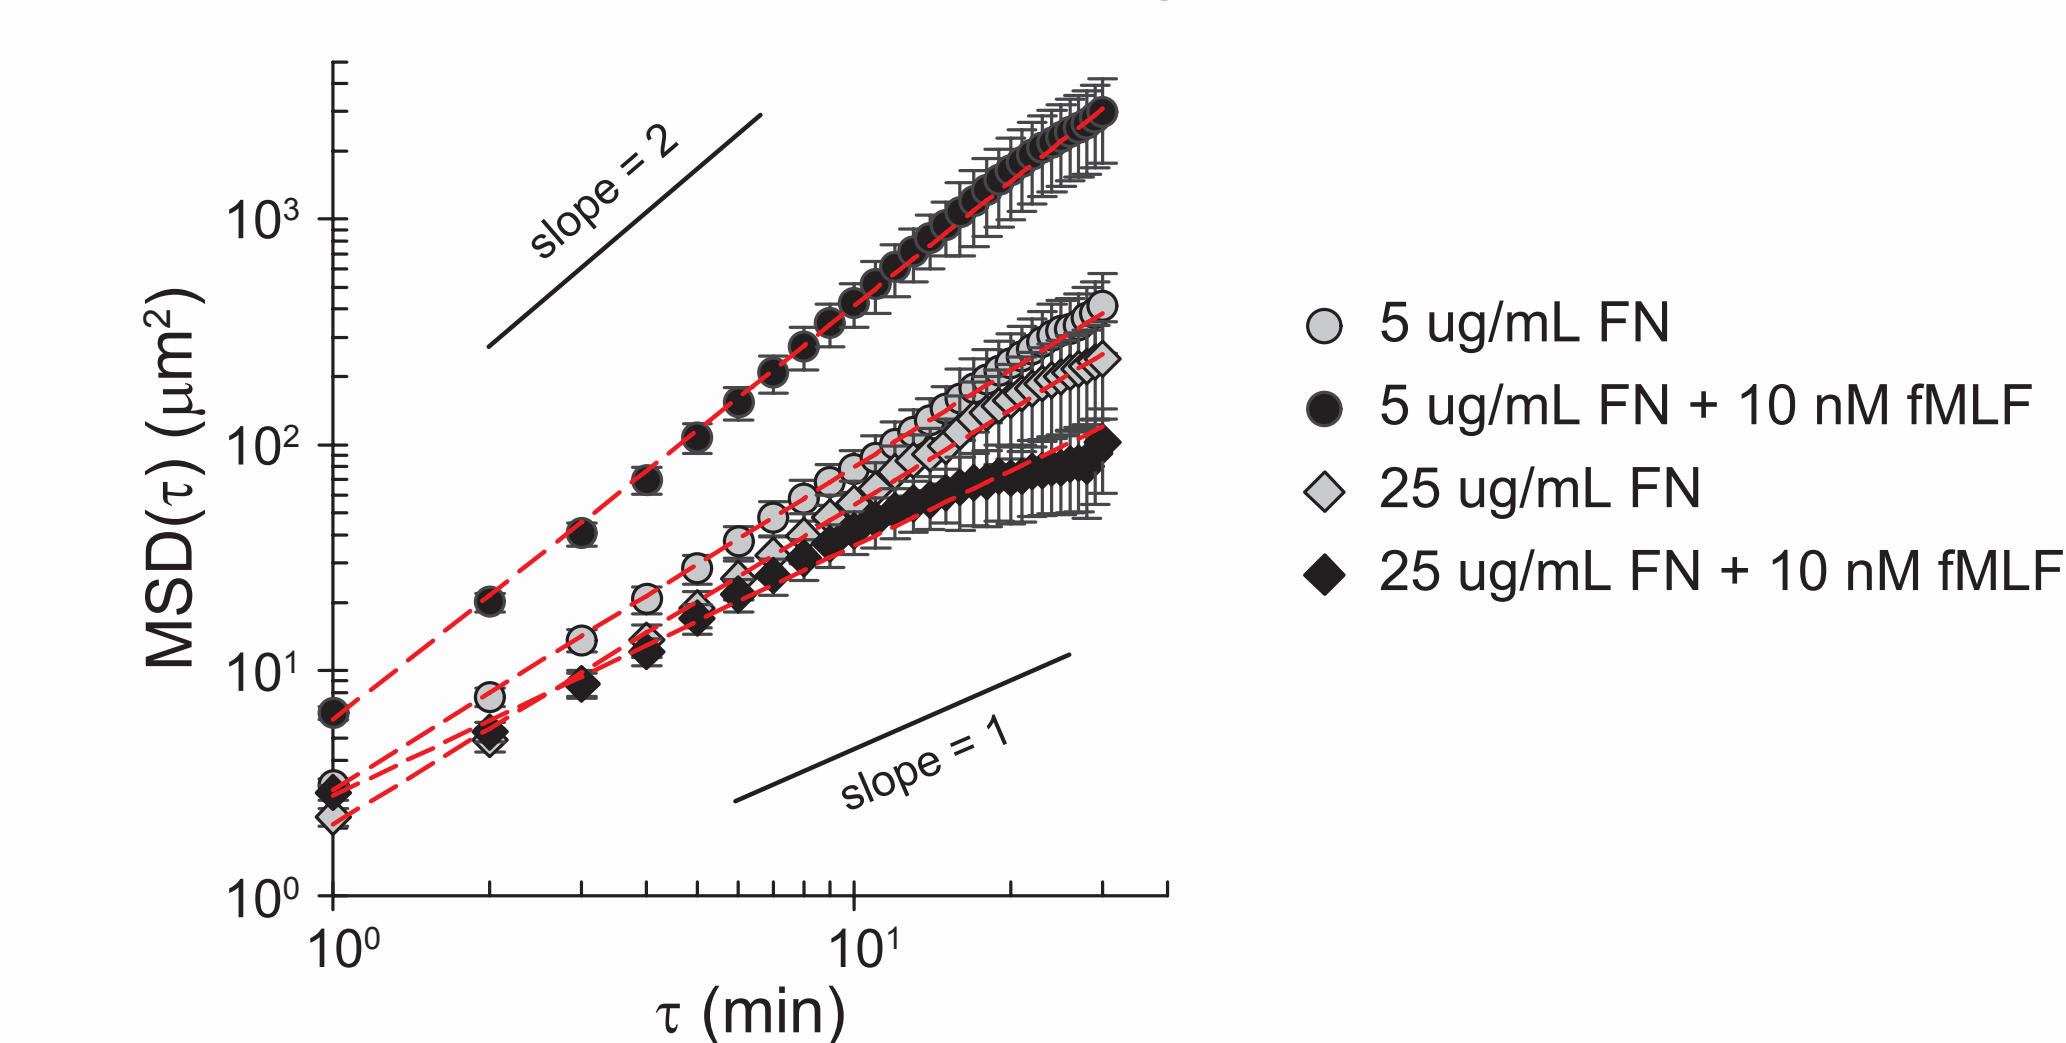 slope = 2
10³
10²
10¹
10⁰
MSD(τ) (μm²)
slope = 1
10⁰
10¹
τ (min)
5 ug/mL FN
5 ug/mL FN + 10 nM fMLF
25 ug/mL FN
25 ug/mL FN + 10 nM fMLF